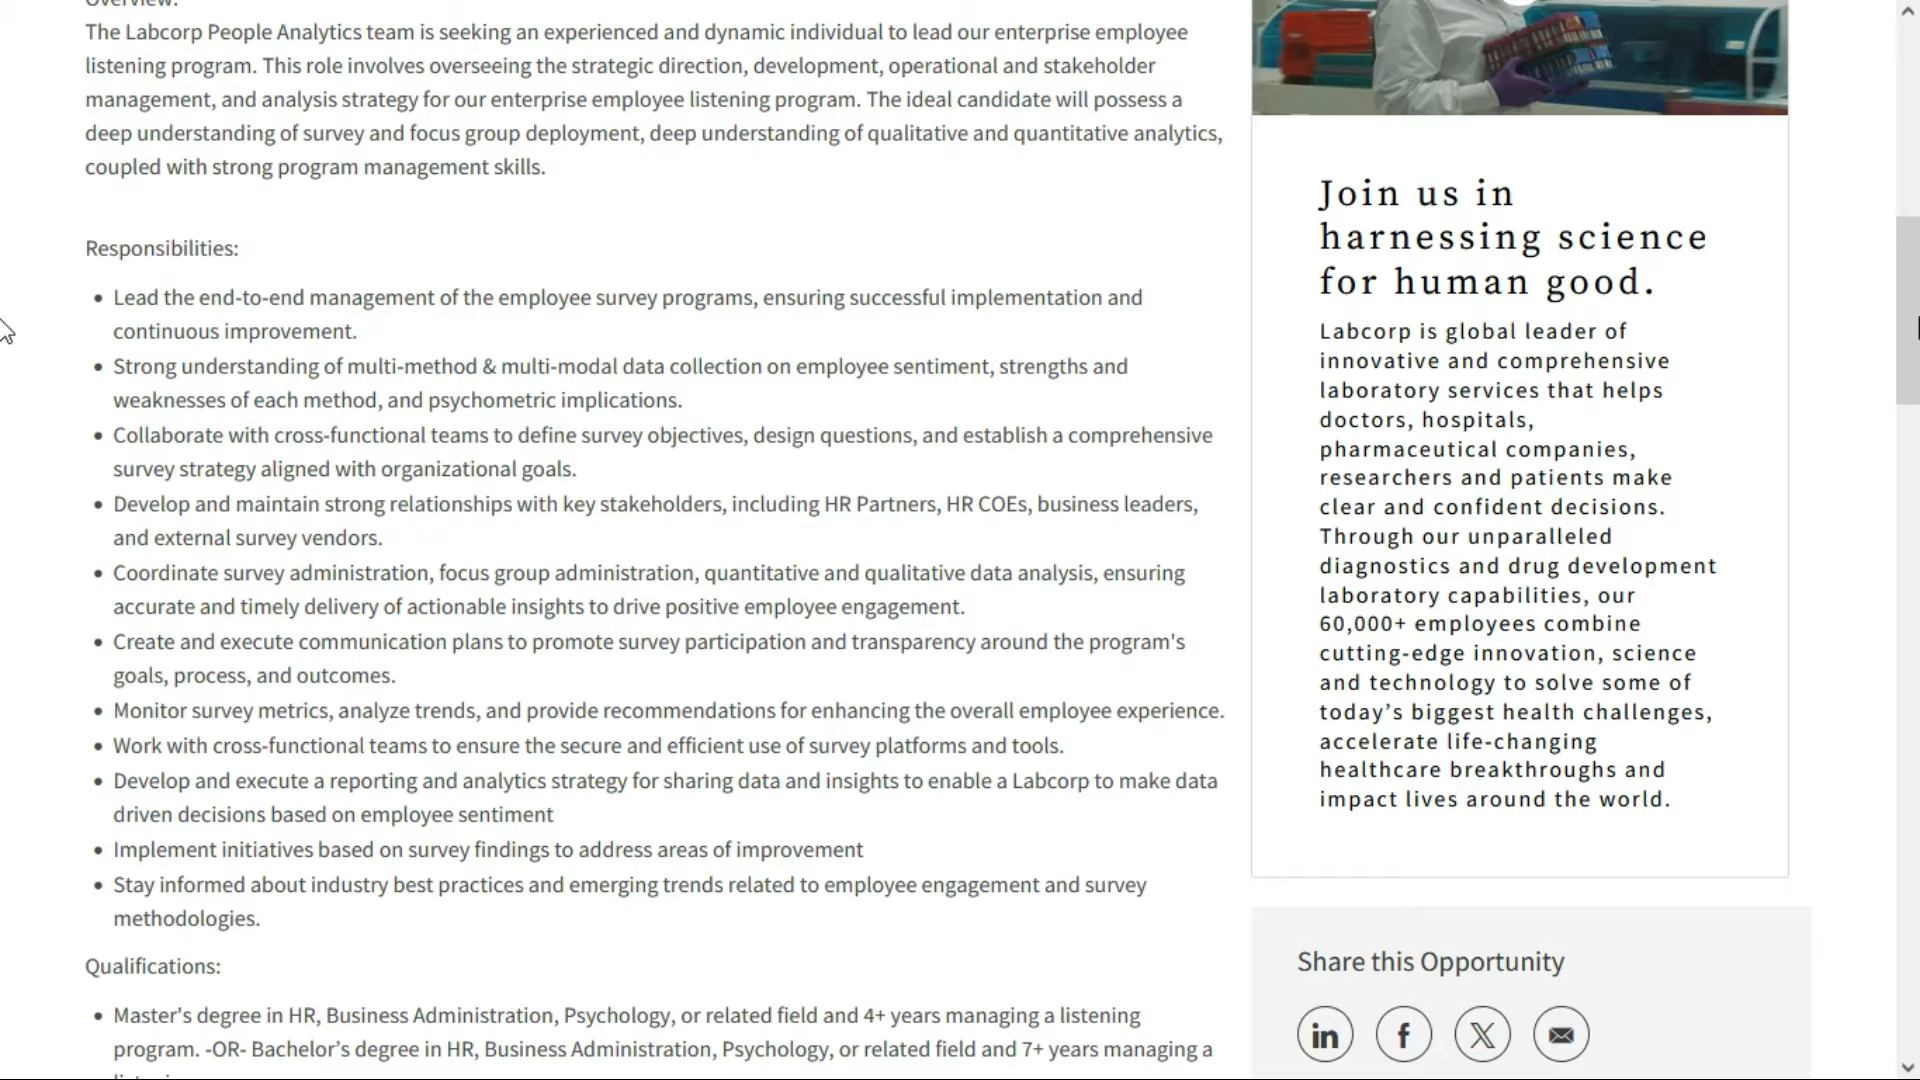 Overview:
The Labcorp People Analytics team is seeking an experienced and dynamic individual to lead our enterprise employee
listening program. This role involves overseeing the strategic direction, development, operational and stakeholder
management, and analysis strategy for our enterprise employee listening program. The ideal candidate will possess a
deep understanding of survey and focus group deployment, deep understanding of qualitative and quantitative analytics,
coupled with strong program management skills.
Responsibilities:
• Lead the end-to-end management of the employee survey programs, ensuring successful implementation and
continuous improvement.
• Strong understanding of multi-method & multi-modal data collection on employee sentiment, strengths and
weaknesses of each method, and psychometric implications.
• Collaborate with cross-functional teams to define survey objectives, design questions, and establish a comprehensive
survey strategy aligned with organizational goals.
• Develop and maintain strong relationships with key stakeholders, including HR Partners, HR COEs, business leaders,
and external survey vendors.
• Coordinate survey administration, focus group administration, quantitative and qualitative data analysis, ensuring
accurate and timely delivery of actionable insights to drive positive employee engagement.
• Create and execute communication plans to promote survey participation and transparency around the program's
goals, process, and outcomes.
• Monitor survey metrics, analyze trends, and provide recommendations for enhancing the overall employee experience.
• Work with cross-functional teams to ensure the secure and efficient use of survey platforms and tools.
• Develop and execute a reporting and analytics strategy for sharing data and insights to enable a Labcorp to make data
driven decisions based on employee sentiment
• Implement initiatives based on survey findings to address areas of improvement
• Stay informed about industry best practices and emerging trends related to employee engagement and survey
methodologies.
Qualifications:
• Master's degree in HR, Business Administration, Psychology, or related field and 4+ years managing a listening
program. -OR- Bachelor’s degree in HR, Business Administration, Psychology, or related field and 7+ years managing a
Join us in
harnessing science
for human good.
Labcorp is global leader of
innovative and comprehensive
laboratory services that helps
doctors, hospitals,
pharmaceutical companies,
researchers and patients make
clear and confident decisions.
Through our unparalleled
diagnostics and drug development
laboratory capabilities, our
60,000+ employees combine
cutting-edge innovation, science
and technology to solve some of
today’s biggest health challenges,
accelerate life-changing
healthcare breakthroughs and
impact lives around the world.
Share this Opportunity
in f X